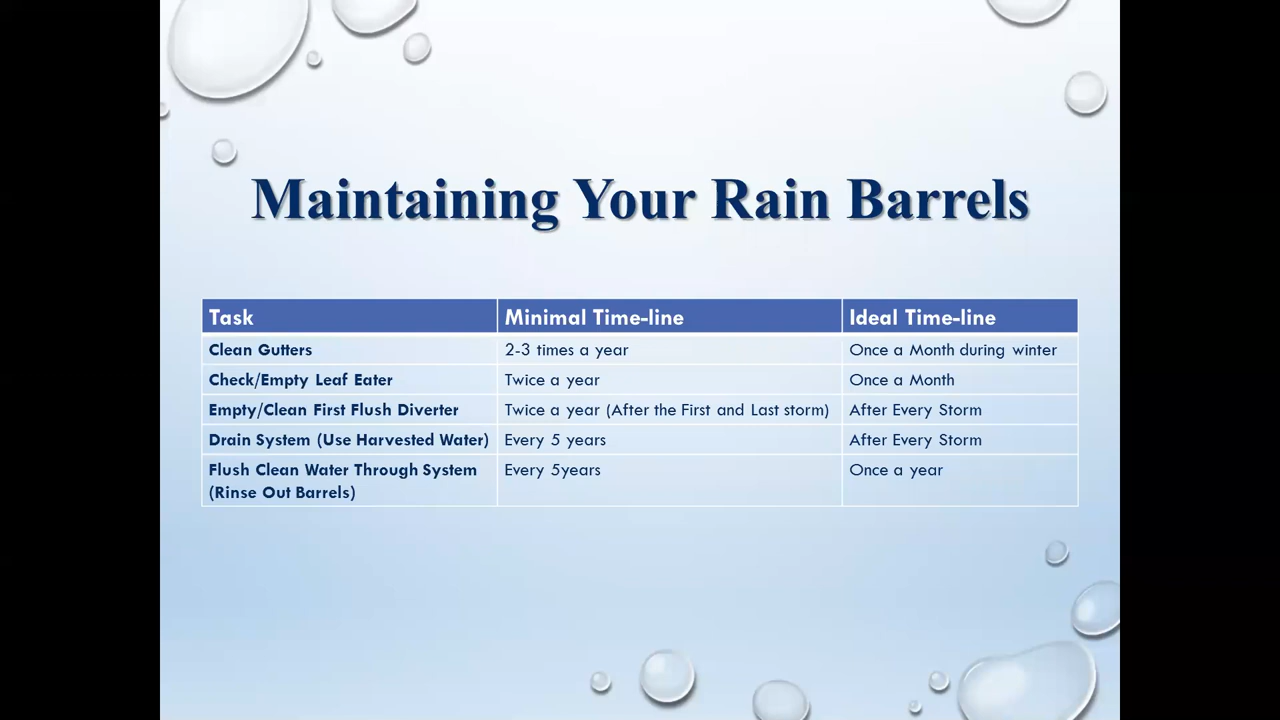 Maintaining Your Rain Barrels
Task Minimal Time-line Ideal Time-line
Clean Gutters 2-3 times a year Once a Month during winter
Check/Empty Leaf Eater Twice a year Once a Month
Empty/Clean First Flush Diverter Twice a year (After the First and Last storm) After Every Storm
Drain System (Use Harvested Water) Every 5 years After Every Storm
Flush Clean Water Through System Every 5years Once a year
(Rinse Out Barrels)